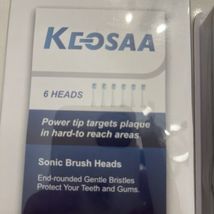 KEOSAA
6 HEADS
Power tip targets plaque
in hard-to reach areas
Sonic Brush Heads
End-rounded Gentle Bristles
Protect Your Teeth and Gums.